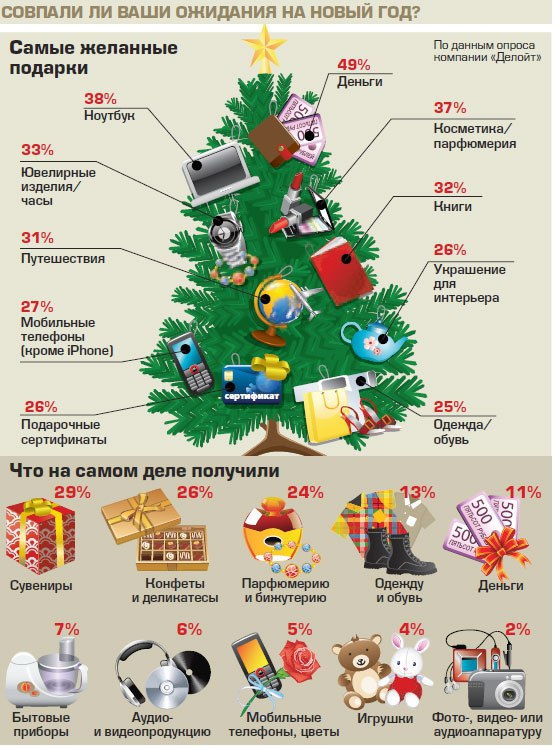 СОВПАЛИ ЛИ ВАШИ ОЖИДАНИЯ НА НОВЫЙ ГОД?
Самые желанные
подарки
По данным опроса
компании «Делойт»
49%
Деньги
38%
Ноутбук
37%
Косметика/
парфюмерия
33%
Ювелирные
изделия/
часы
32%
Книги
31%
Путешествия
26%
Украшение
для
интерьера
27%
Мобильные
телефоны
(кроме iPhone)
26%
Подарочные
сертификаты
сертификат
25%
Одежда/
обувь
Что на самом деле получили
29%
Сувениры
26%
Конфеты
и деликатесы
24%
Парфюмерию
и бижутерию
13%
Одежду
и обувь
11%
500
500
ПЯТЬСОТ РУБЛЕЙ
Деньги
7%
Бытовые
приборы
6%
Аудио-
и видеопродукцию
5%
Мобильные
телефоны, цветы
4%
Игрушки
2%
Фото-, видео- или
аудиоаппаратуру